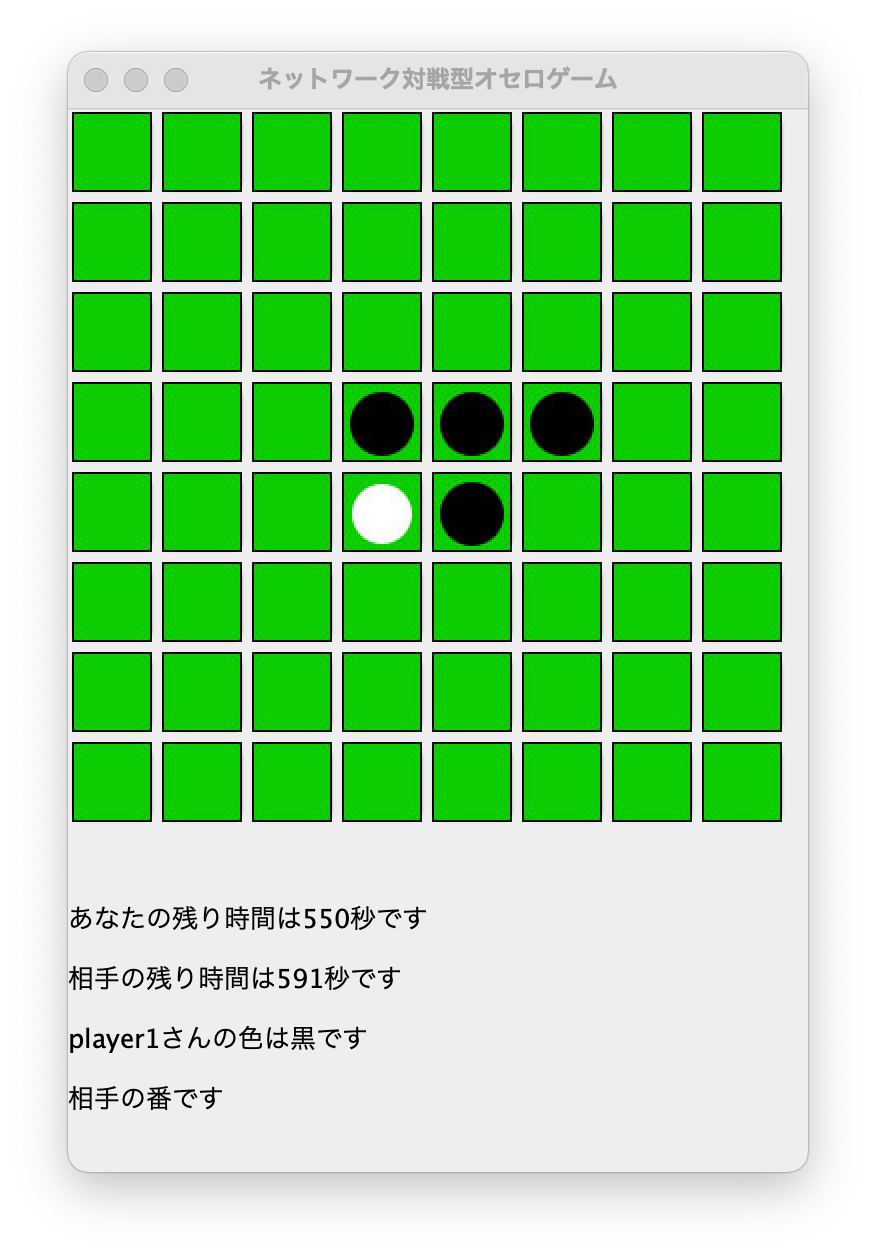 ネットワーク対戦型オセロゲーム
あなたの残り時間は550秒です
相手の残り時間は591秒です
player1さんの色は黒です
相手の番です